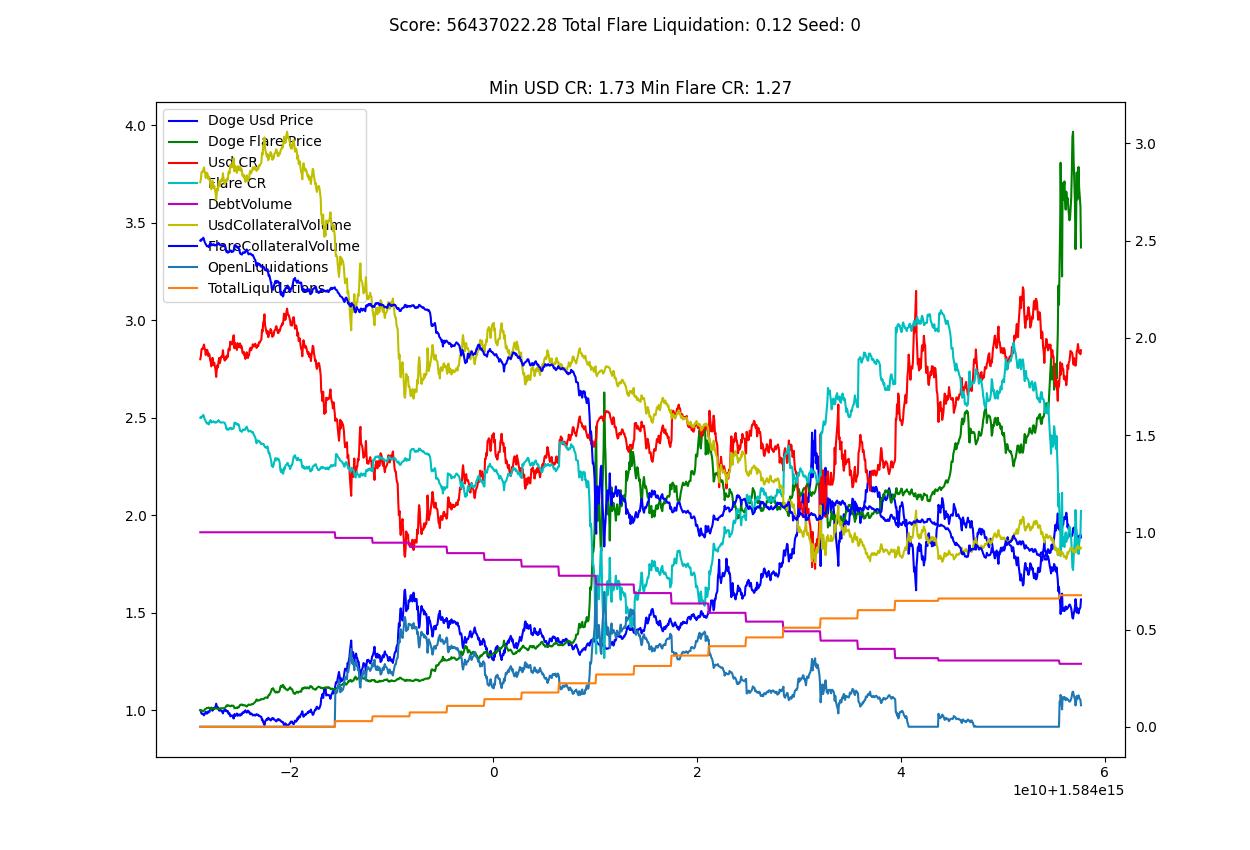 Score: 56437022.28 Total Flare Liquidation: 0.12 Seed: 0
Min USD CR: 1.73 Min Flare CR: 1.27
Doge Usd Price
Doge Flare Price
Usd CR
Flare CR
DebtVolume
UsdCollateralVolume
FlareCollateralVolume
OpenLiquidations
TotalLiquidations
4.0
3.5
3.0
2.5
2.0
1.5
1.0
3.0
2.5
2.0
1.5
1.0
0.5
0.0
−2
0
2
4
6
1e10+1.584e15